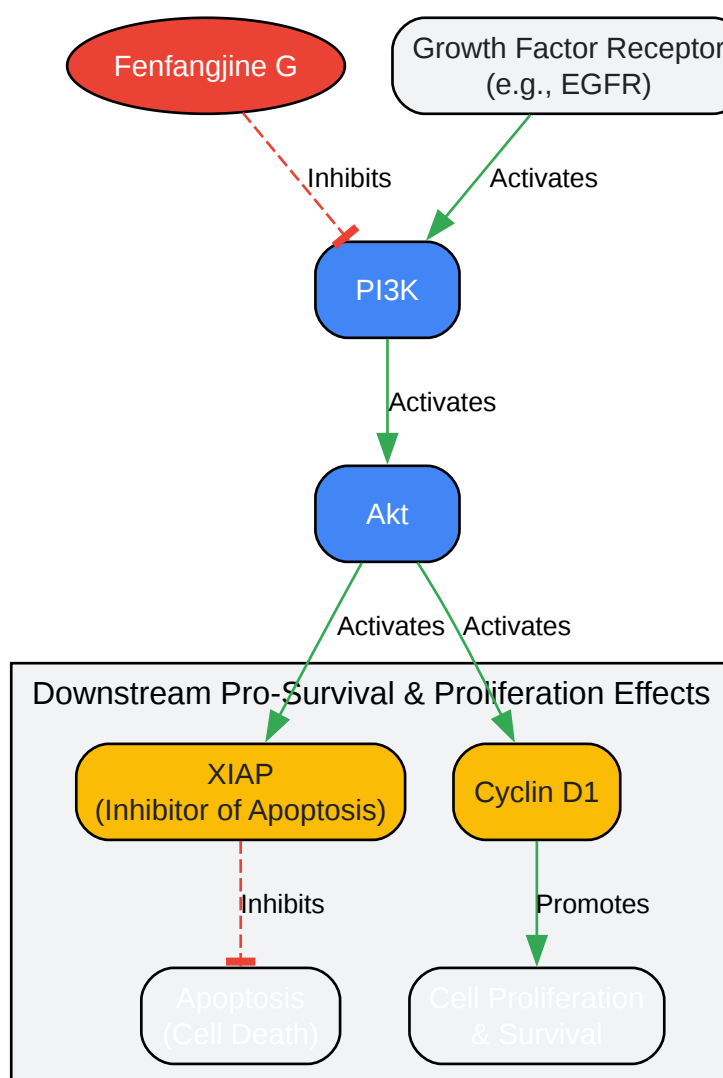 Fenfangjine G
Growth Factor Receptor
(e.g., EGFR)
Inhibits
Activates
PI3K
Activates
Akt
Activates
Activates
Downstream Pro-Survival & Proliferation Effects
XIAP
(Inhibitor of Apoptosis)
Cyclin D1
Inhibits
Promotes
Apoptosis
(Cell Death)
Cell Proliferation
& Survival